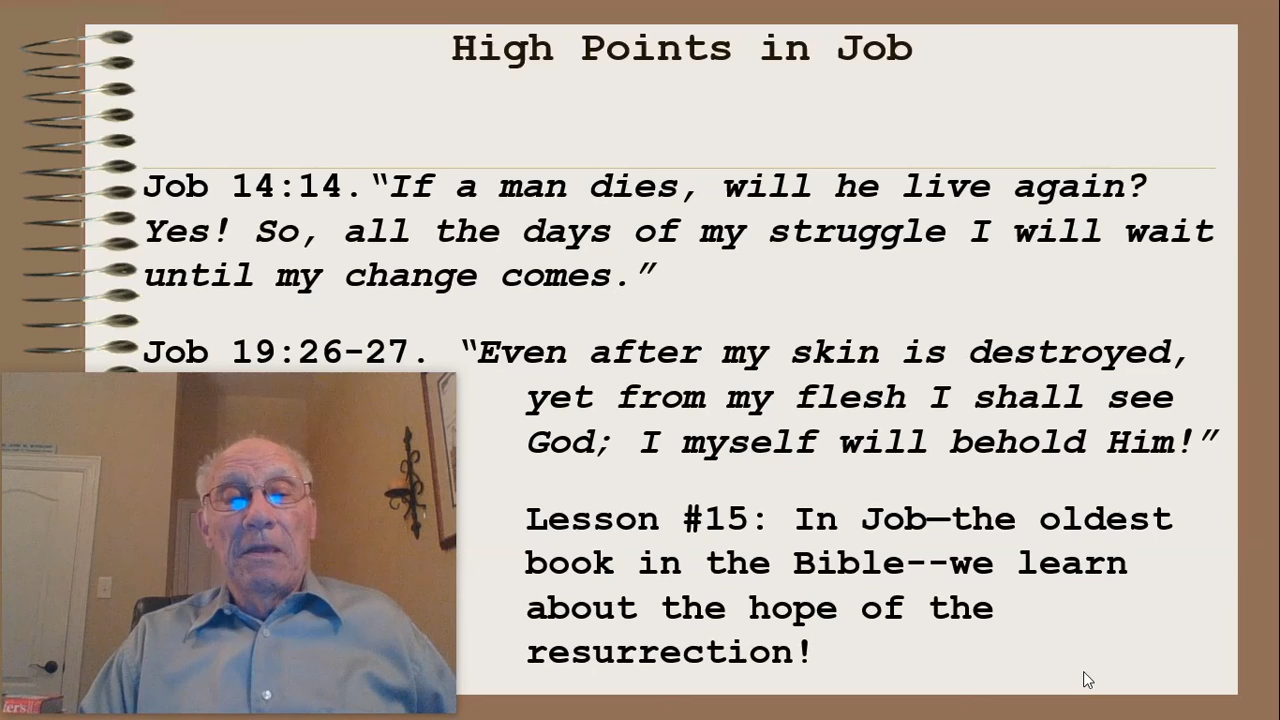 High Points in Job
Job 14:14.“If a man dies, will he live again?
Yes! So, all the days of my struggle I will wait
until my change comes.”
Job 19:26-27. “Even after my skin is destroyed,
yet from my flesh I shall see
God; I myself will behold Him!”
Lesson #15: In Job—the oldest
book in the Bible--we learn
about the hope of the
resurrection!